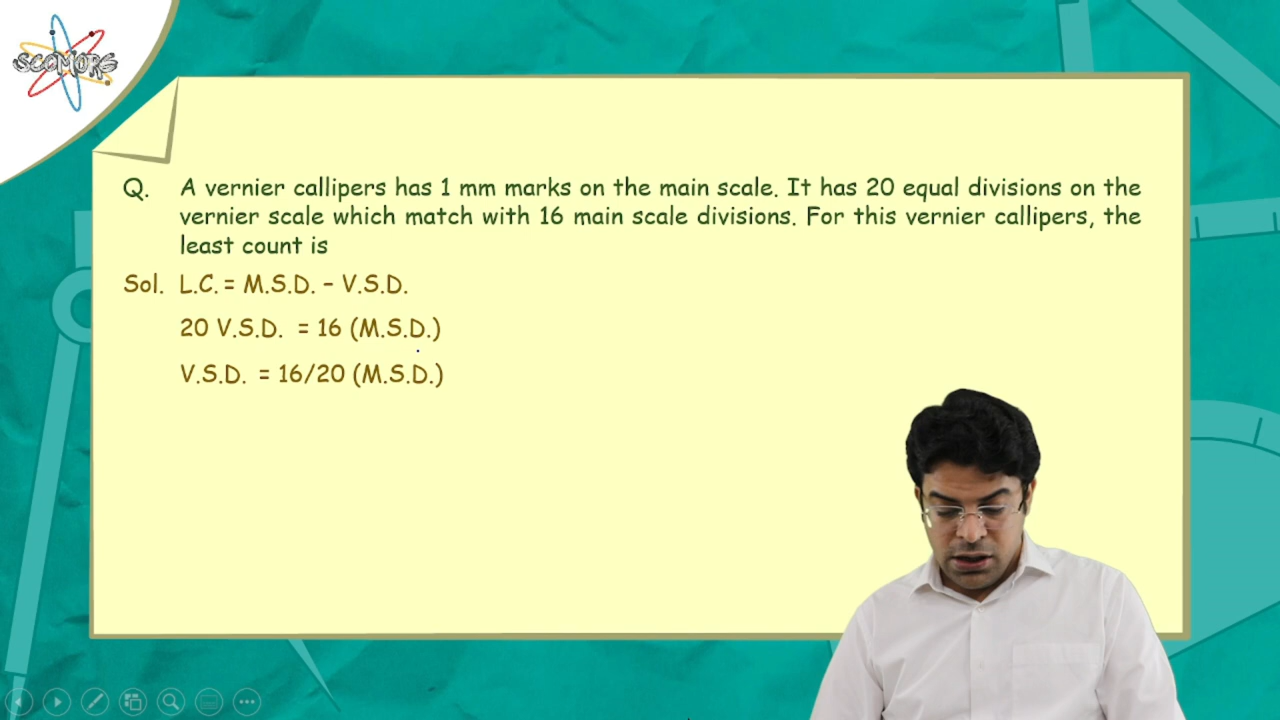 SCOMORS
Q. A vernier callipers has 1 mm marks on the main scale. It has 20 equal divisions on the
vernier scale which match with 16 main scale divisions. For this vernier callipers, the
least count is
Sol. L.C. = M.S.D. – V.S.D.
20 V.S.D. = 16 (M.S.D.)
V.S.D. = 16/20 (M.S.D.)